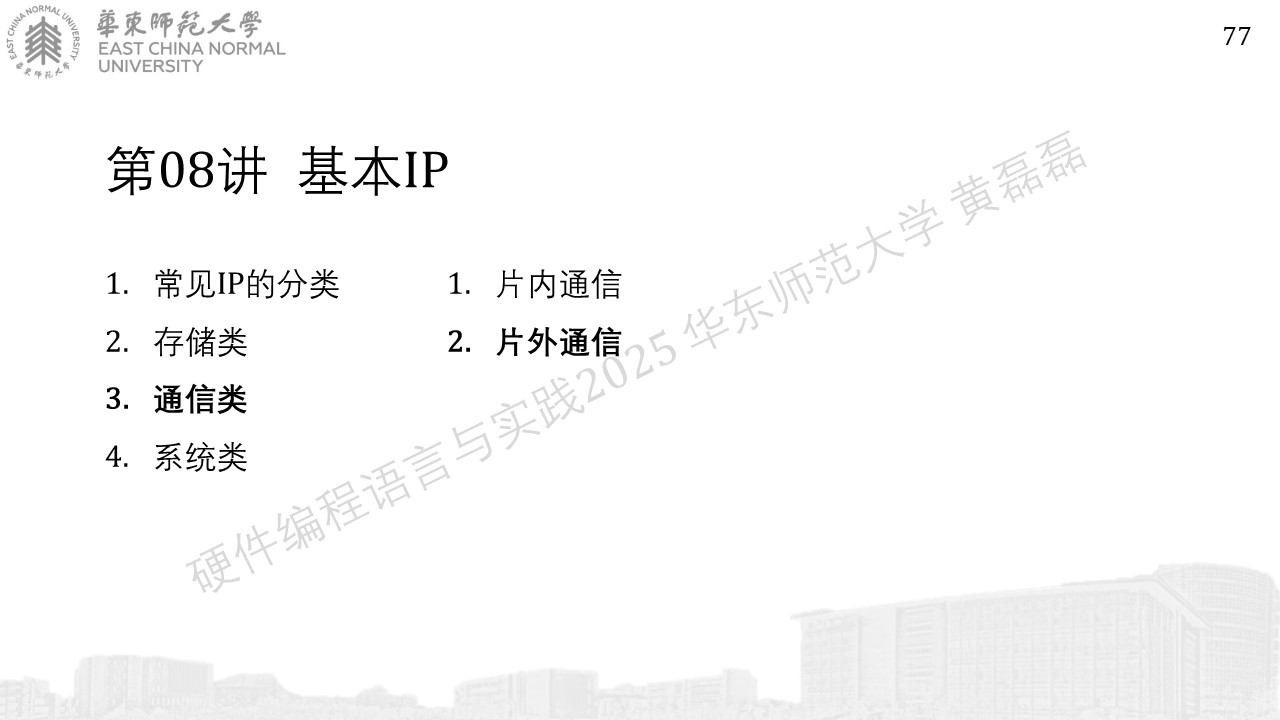 EAST CHINA NORMAL UNIVERSITY
華東師范大学
華東師范大學
EAST CHINA NORMAL
UNIVERSITY
77
第08讲 基本IP
1. 常见IP的分类
2. 存储类
3. 通信类
4. 系统类
1. 片内通信
2. 片外通信
硬件编程语言与实践2025 华东师范大学 黄磊磊